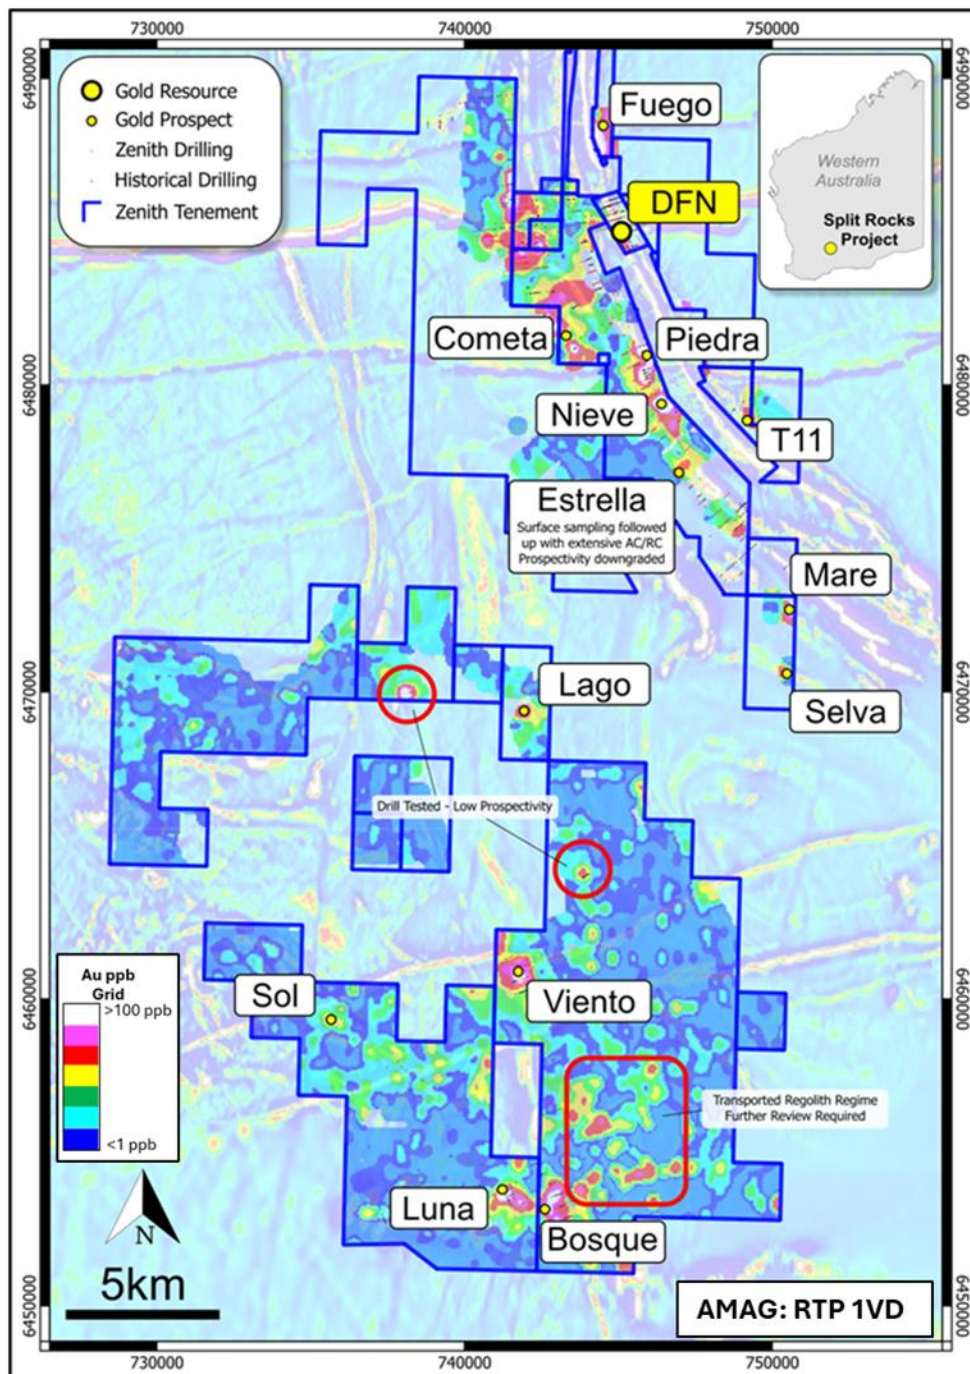 730000
740000
750000
6490000
6490000
Gold Resource
Gold Prospect
Zenith Drilling
Historical Drilling
Zenith Tenement
Fuego
DFN
Western
Australia
Split Rocks
Project
Cometa
Piedra
6480000
6480000
Nieve
T11
Estrella
Surface sampling followed
up with extensive AC/RC
Prospectivity downgraded
Mare
6470000
6470000
Lago
Selva
Drill Tested - Low Prospectivity
Au ppb
Grid
>100 ppb
<1 ppb
Sol
Viento
6460000
6460000
Transported Regolith Regime
Further Review Required
Luna
Bosque
N
5km
AMAG: RTP 1VD
6450000
6450000
730000
740000
750000